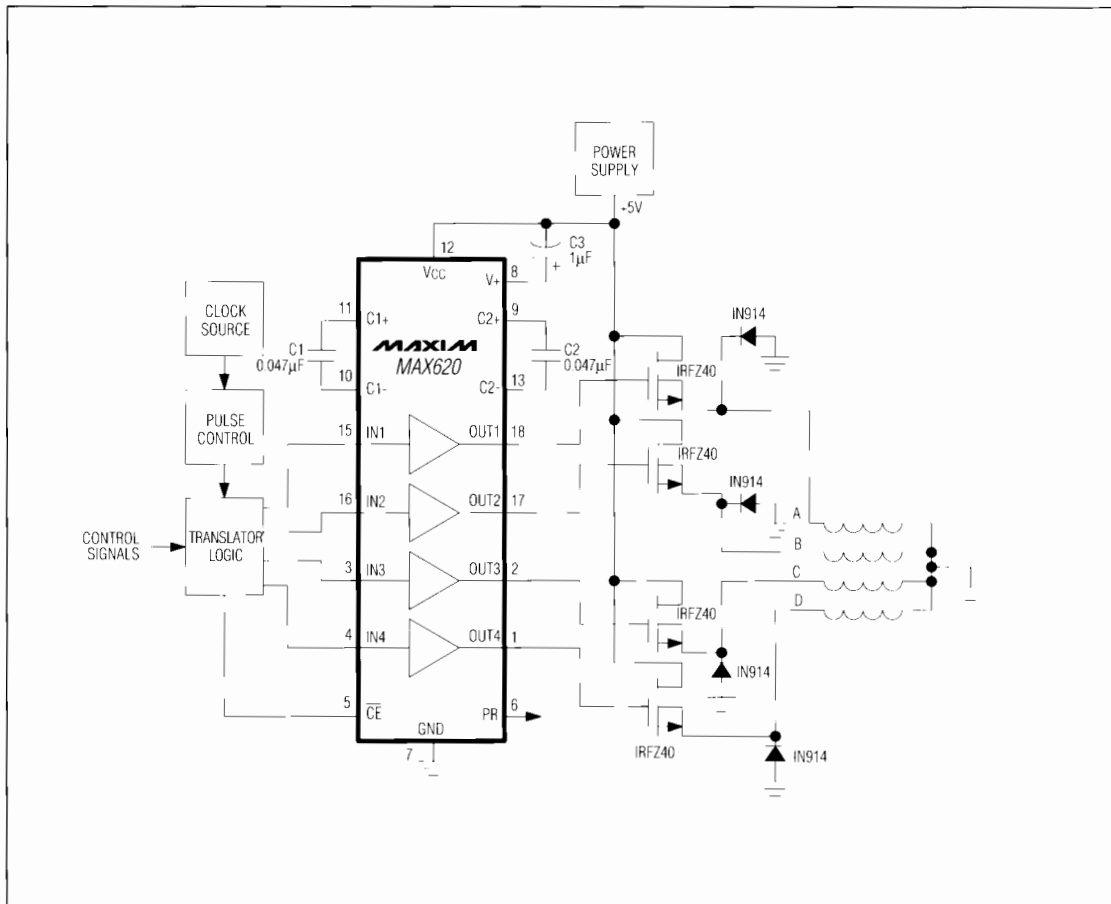 POWER
SUPPLY
+5V
12
C3
1µF
VCC
V+
8
CLOCK
SOURCE
11
C1+
C2+
9
IN914
C1
0.047µF
MAXIM
MAX620
C2
0.047µF
IRFZ40
10
C1-
C2-
13
PULSE
CONTROL
15
IN1
OUT1
18
IRFZ40
IN914
16
IN2
OUT2
17
A
CONTROL
SIGNALS
TRANSLATOR
LOGIC
B
3
IN3
OUT3
2
C
D
IRFZ40
4
IN4
OUT4
1
IN914
5
CE
PR
6
GND
7
IRFZ40
IN914